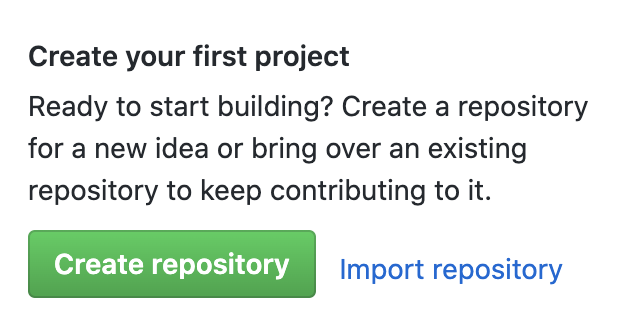 Create your first project
Ready to start building? Create a repository
for a new idea or bring over an existing
repository to keep contributing to it.
Create repository
Import repository